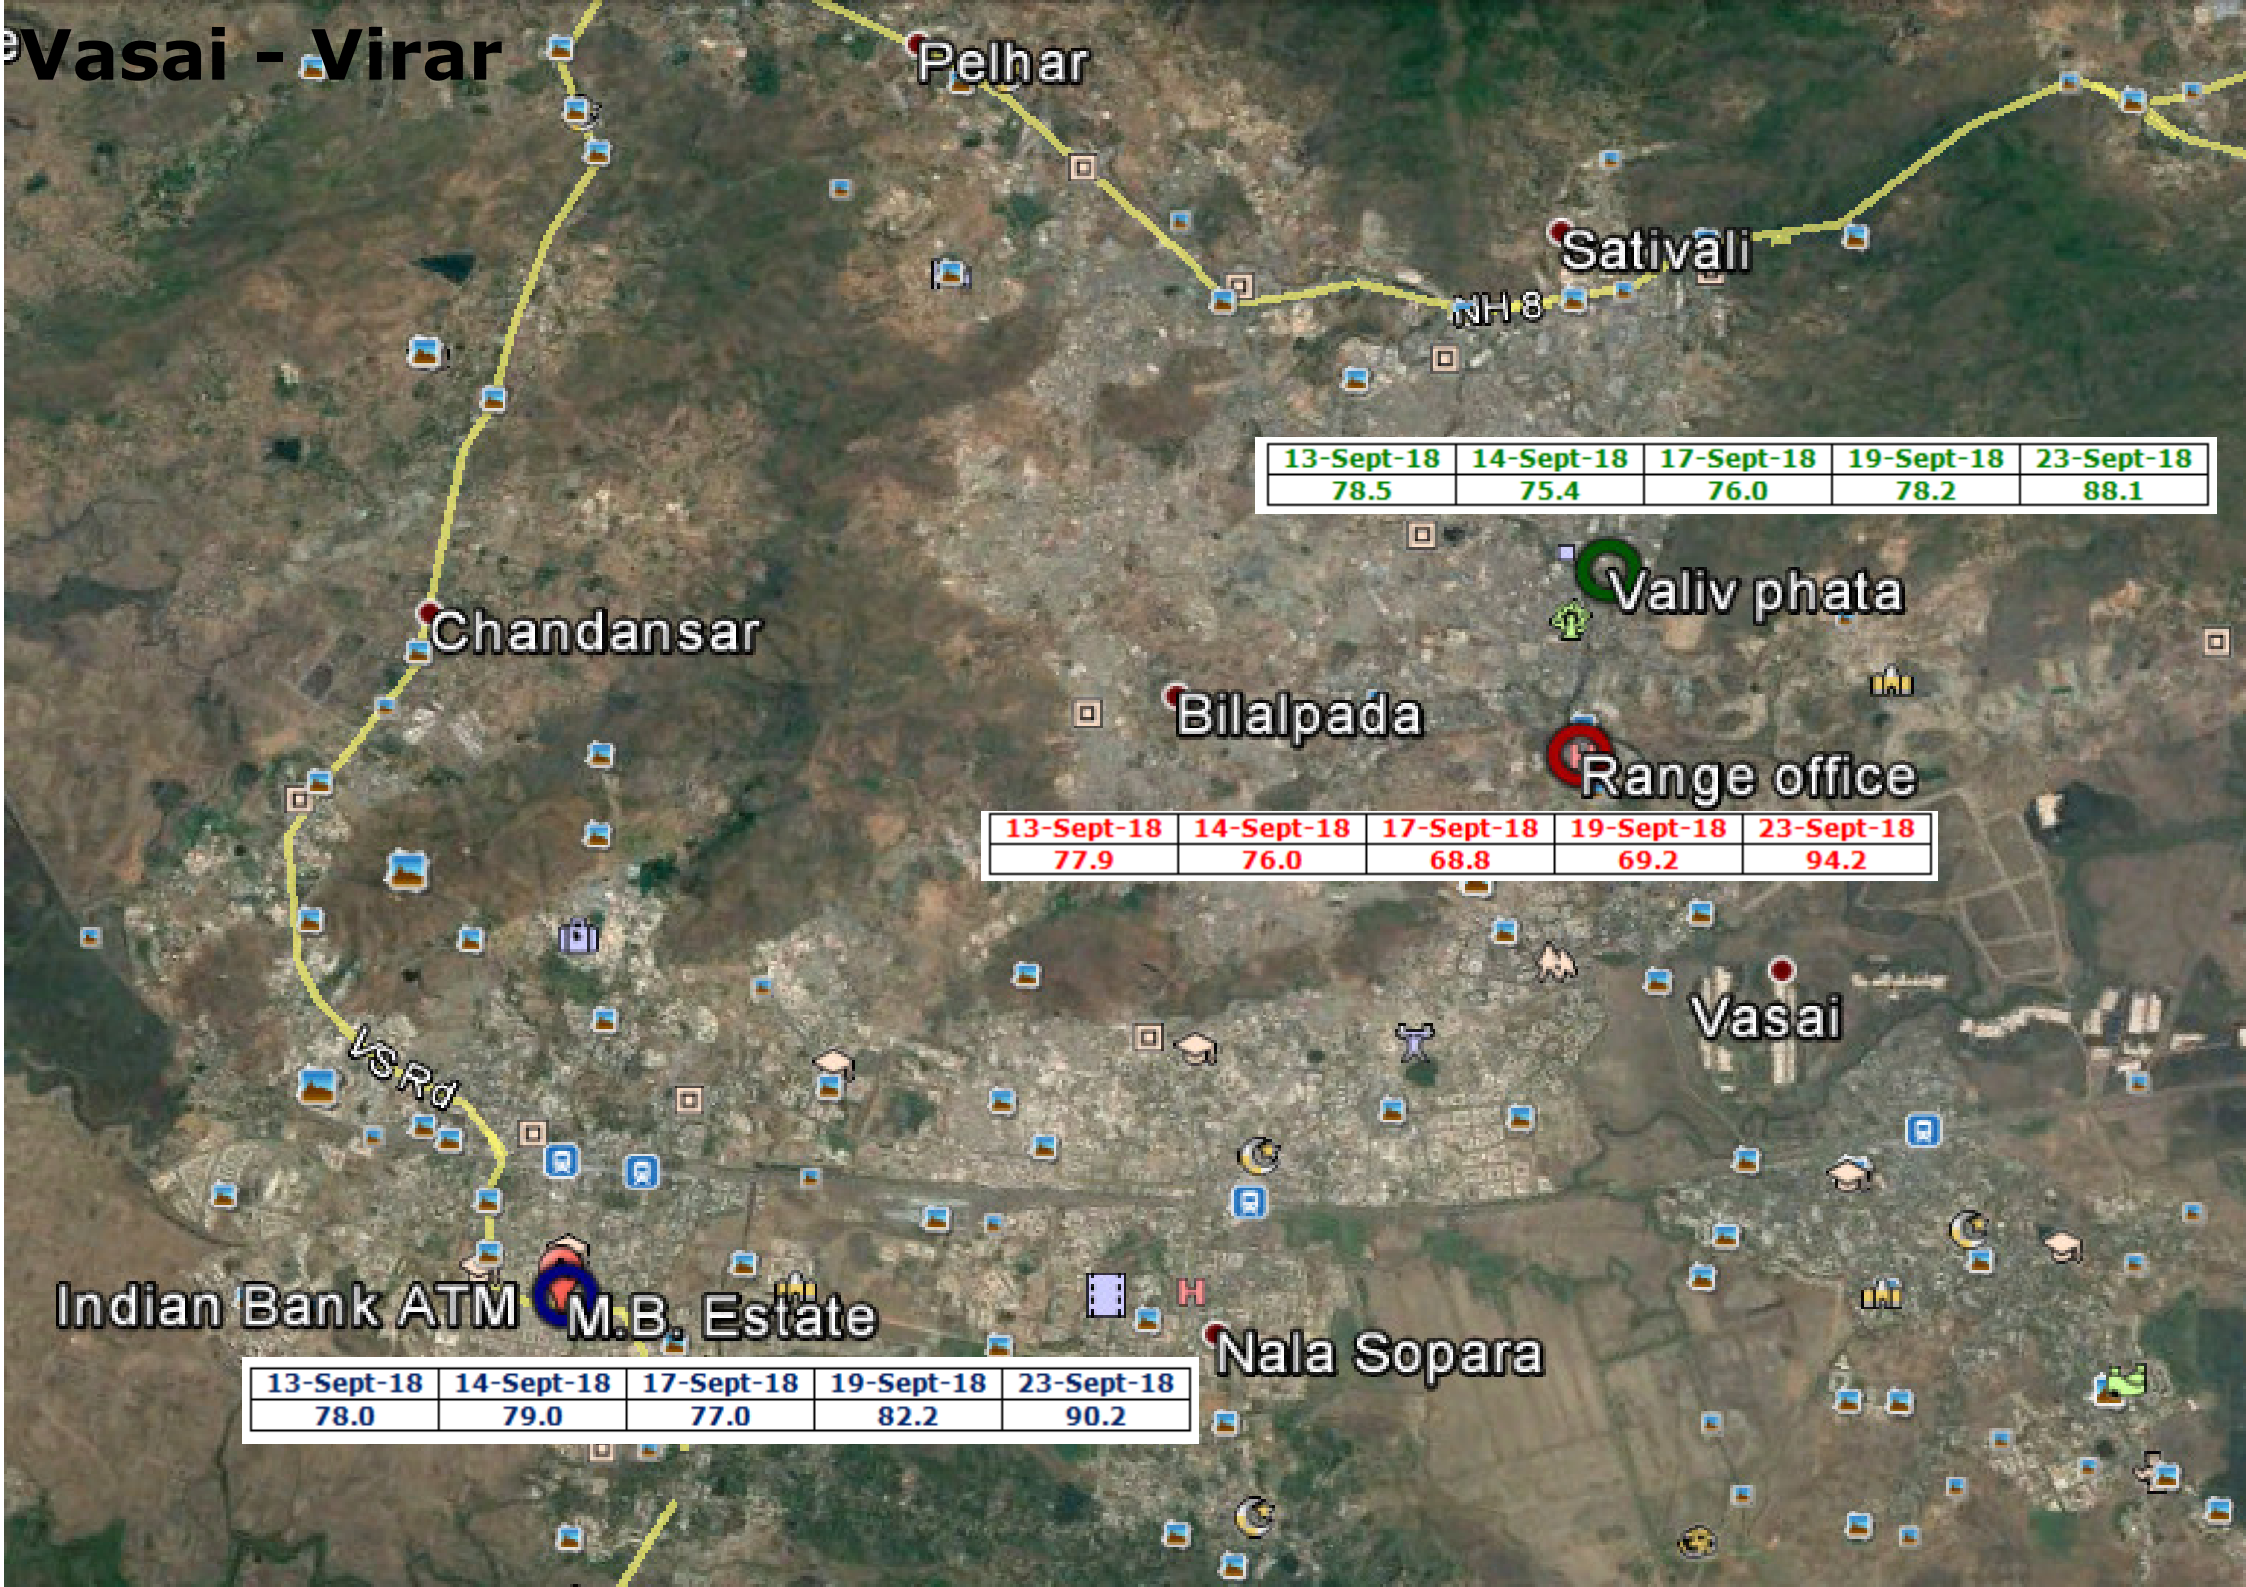 Vasai - Virar
Pelhar
Sativali
NH 8
13-Sept-18 14-Sept-18 17-Sept-18 19-Sept-18 23-Sept-18
78.5 75.4 76.0 78.2 88.1
Valiv phata
Chandansar
Bilalpada
Range office
13-Sept-18 14-Sept-18 17-Sept-18 19-Sept-18 23-Sept-18
77.9 76.0 68.8 69.2 94.2
Vasai
VS Rd
H
Indian Bank ATM
M.B. Estate
Nala Sopara
13-Sept-18 14-Sept-18 17-Sept-18 19-Sept-18 23-Sept-18
78.0 79.0 77.0 82.2 90.2